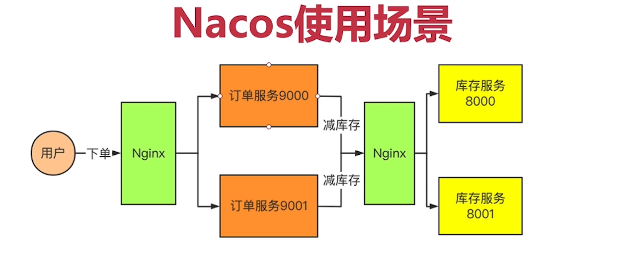 Nacos使用场景
用户
下单
Nginx
订单服务9000
订单服务9001
减库存
减库存
Nginx
库存服务
8000
库存服务
8001